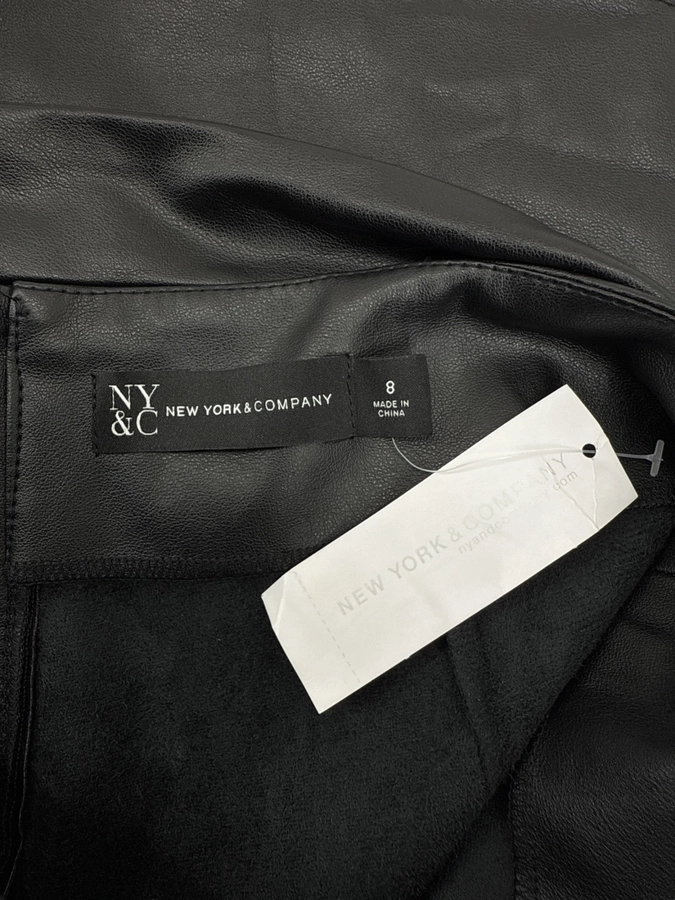 NY
&C
NEW YORK&COMPANY
8
MADE IN
CHINA
NEW YORK & COMPANY